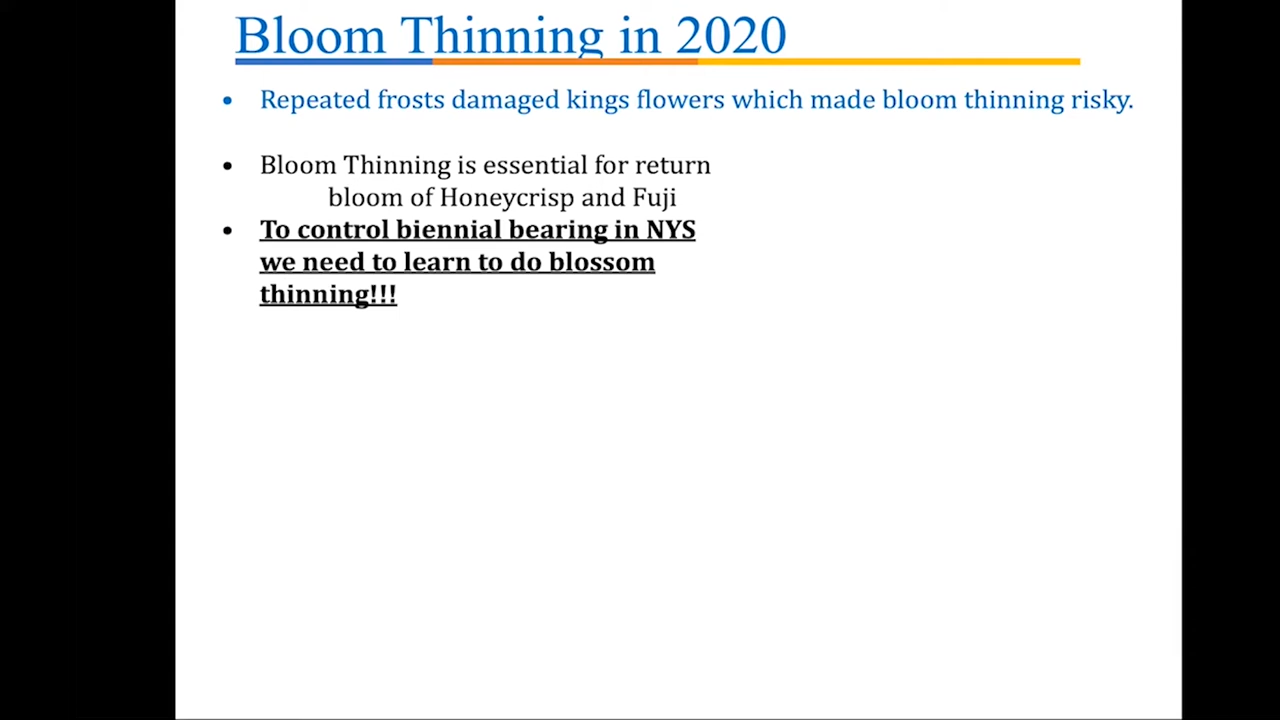 Bloom Thinning in 2020
• Repeated frosts damaged kings flowers which made bloom thinning risky.
• Bloom Thinning is essential for return
bloom of Honeycrisp and Fuji
• To control biennial bearing in NYS
we need to learn to do blossom
thinning!!!